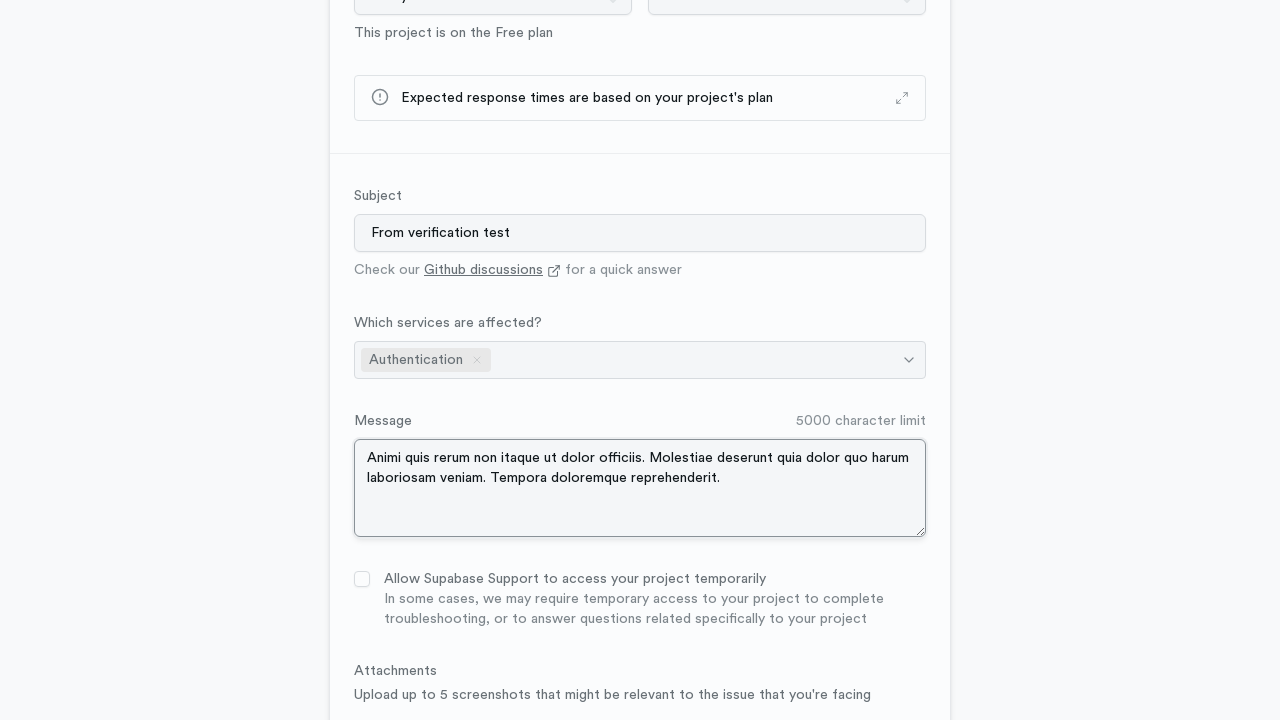 This project is on the Free plan
Expected response times are based on your project's plan
Subject
From verification test
Check our Github discussions for a quick answer
Which services are affected?
Authentication
Message
5000 character limit
Animi quis rerum non itaque ut dolor officiis. Molestiae deserunt quia dolor quo harum
laboriosam veniam. Tempora doloremque reprehenderit.
Allow Supabase Support to access your project temporarily
In some cases, we may require temporary access to your project to complete
troubleshooting, or to answer questions related specifically to your project
Attachments
Upload up to 5 screenshots that might be relevant to the issue that you're facing